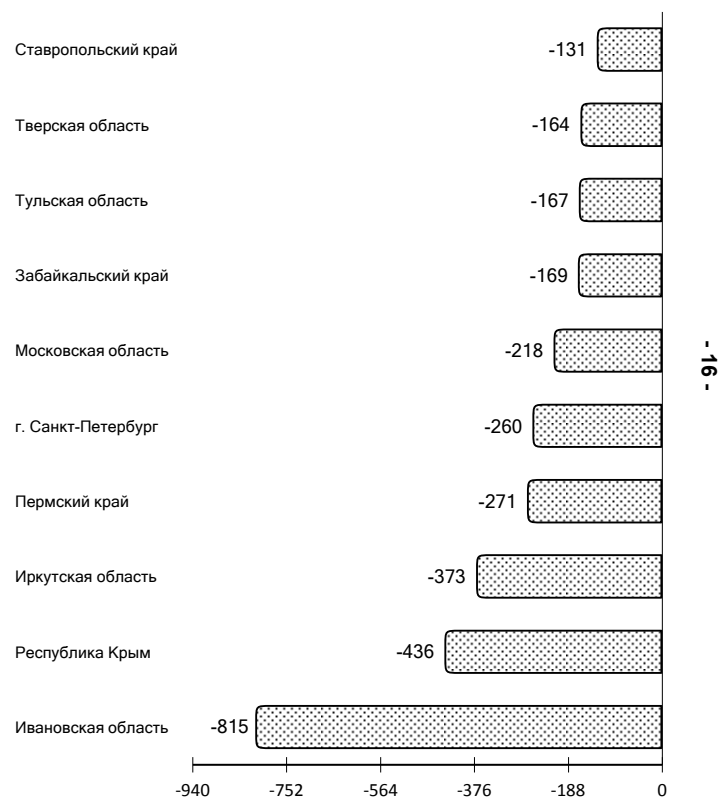 Ставропольский край -131
Тверская область -164
Тульская область -167
Забайкальский край -169
Московская область -218
г. Санкт-Петербург -260
Пермский край -271
Иркутская область -373
Республика Крым -436
Ивановская область -815
-940 -752 -564 -376 -188 0
- 16 -